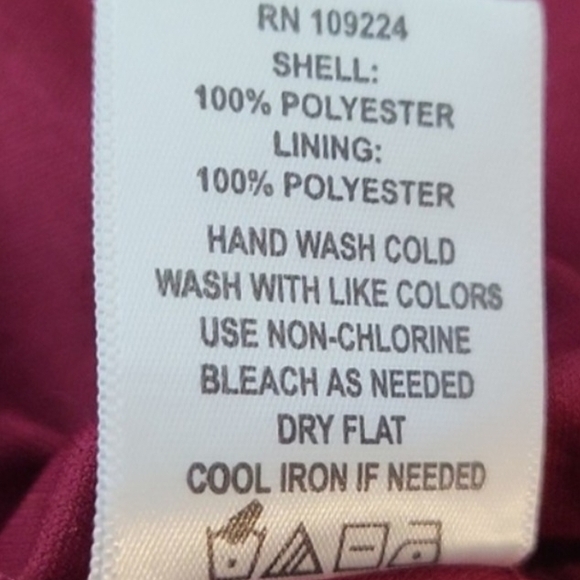 RN 109224
SHELL:
100% POLYESTER
LINING:
100% POLYESTER
HAND WASH COLD
WASH WITH LIKE COLORS
USE NON-CHLORINE
BLEACH AS NEEDED
DRY FLAT
COOL IRON IF NEEDED